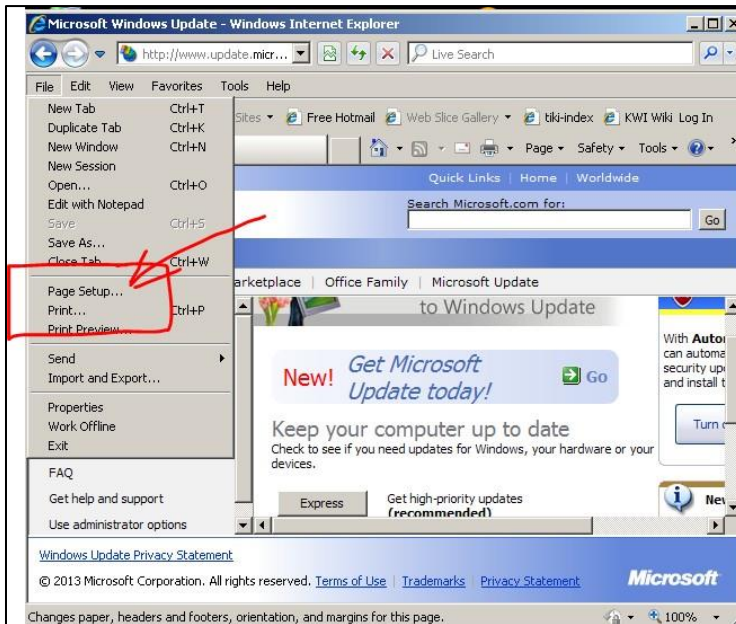 Microsoft Windows Update - Windows Internet Explorer
http://www.update.micr... Live Search
File Edit View Favorites Tools Help
New Tab Ctrl+T
Duplicate Tab Ctrl+K
New Window Ctrl+N
New Session
Open... Ctrl+O
Edit with Notepad
Save Ctrl+S
Save As...
Close Tab Ctrl+W
Page Setup...
Print... Ctrl+P
Print Preview...
Send
Import and Export...
Properties
Work Offline
Exit
Sites Free Hotmail Web Slice Gallery tiki-index KWI Wiki Log In
Page Safety Tools
Quick Links | Home | Worldwide
Search Microsoft.com for:
Go
arketplace | Office Family | Microsoft Update
to Windows Update
New! Get Microsoft Update today! Go
Keep your computer up to date
Check to see if you need updates for Windows, your hardware or your
devices.
Express Get high-priority updates
(recommended)
With Auto
can automa
security up
and install t
Turn
New
FAQ
Get help and support
Use administrator options
Windows Update Privacy Statement
© 2013 Microsoft Corporation. All rights reserved. Terms of Use | Trademarks | Privacy Statement Microsoft
Changes paper, headers and footers, orientation, and margins for this page. 100%